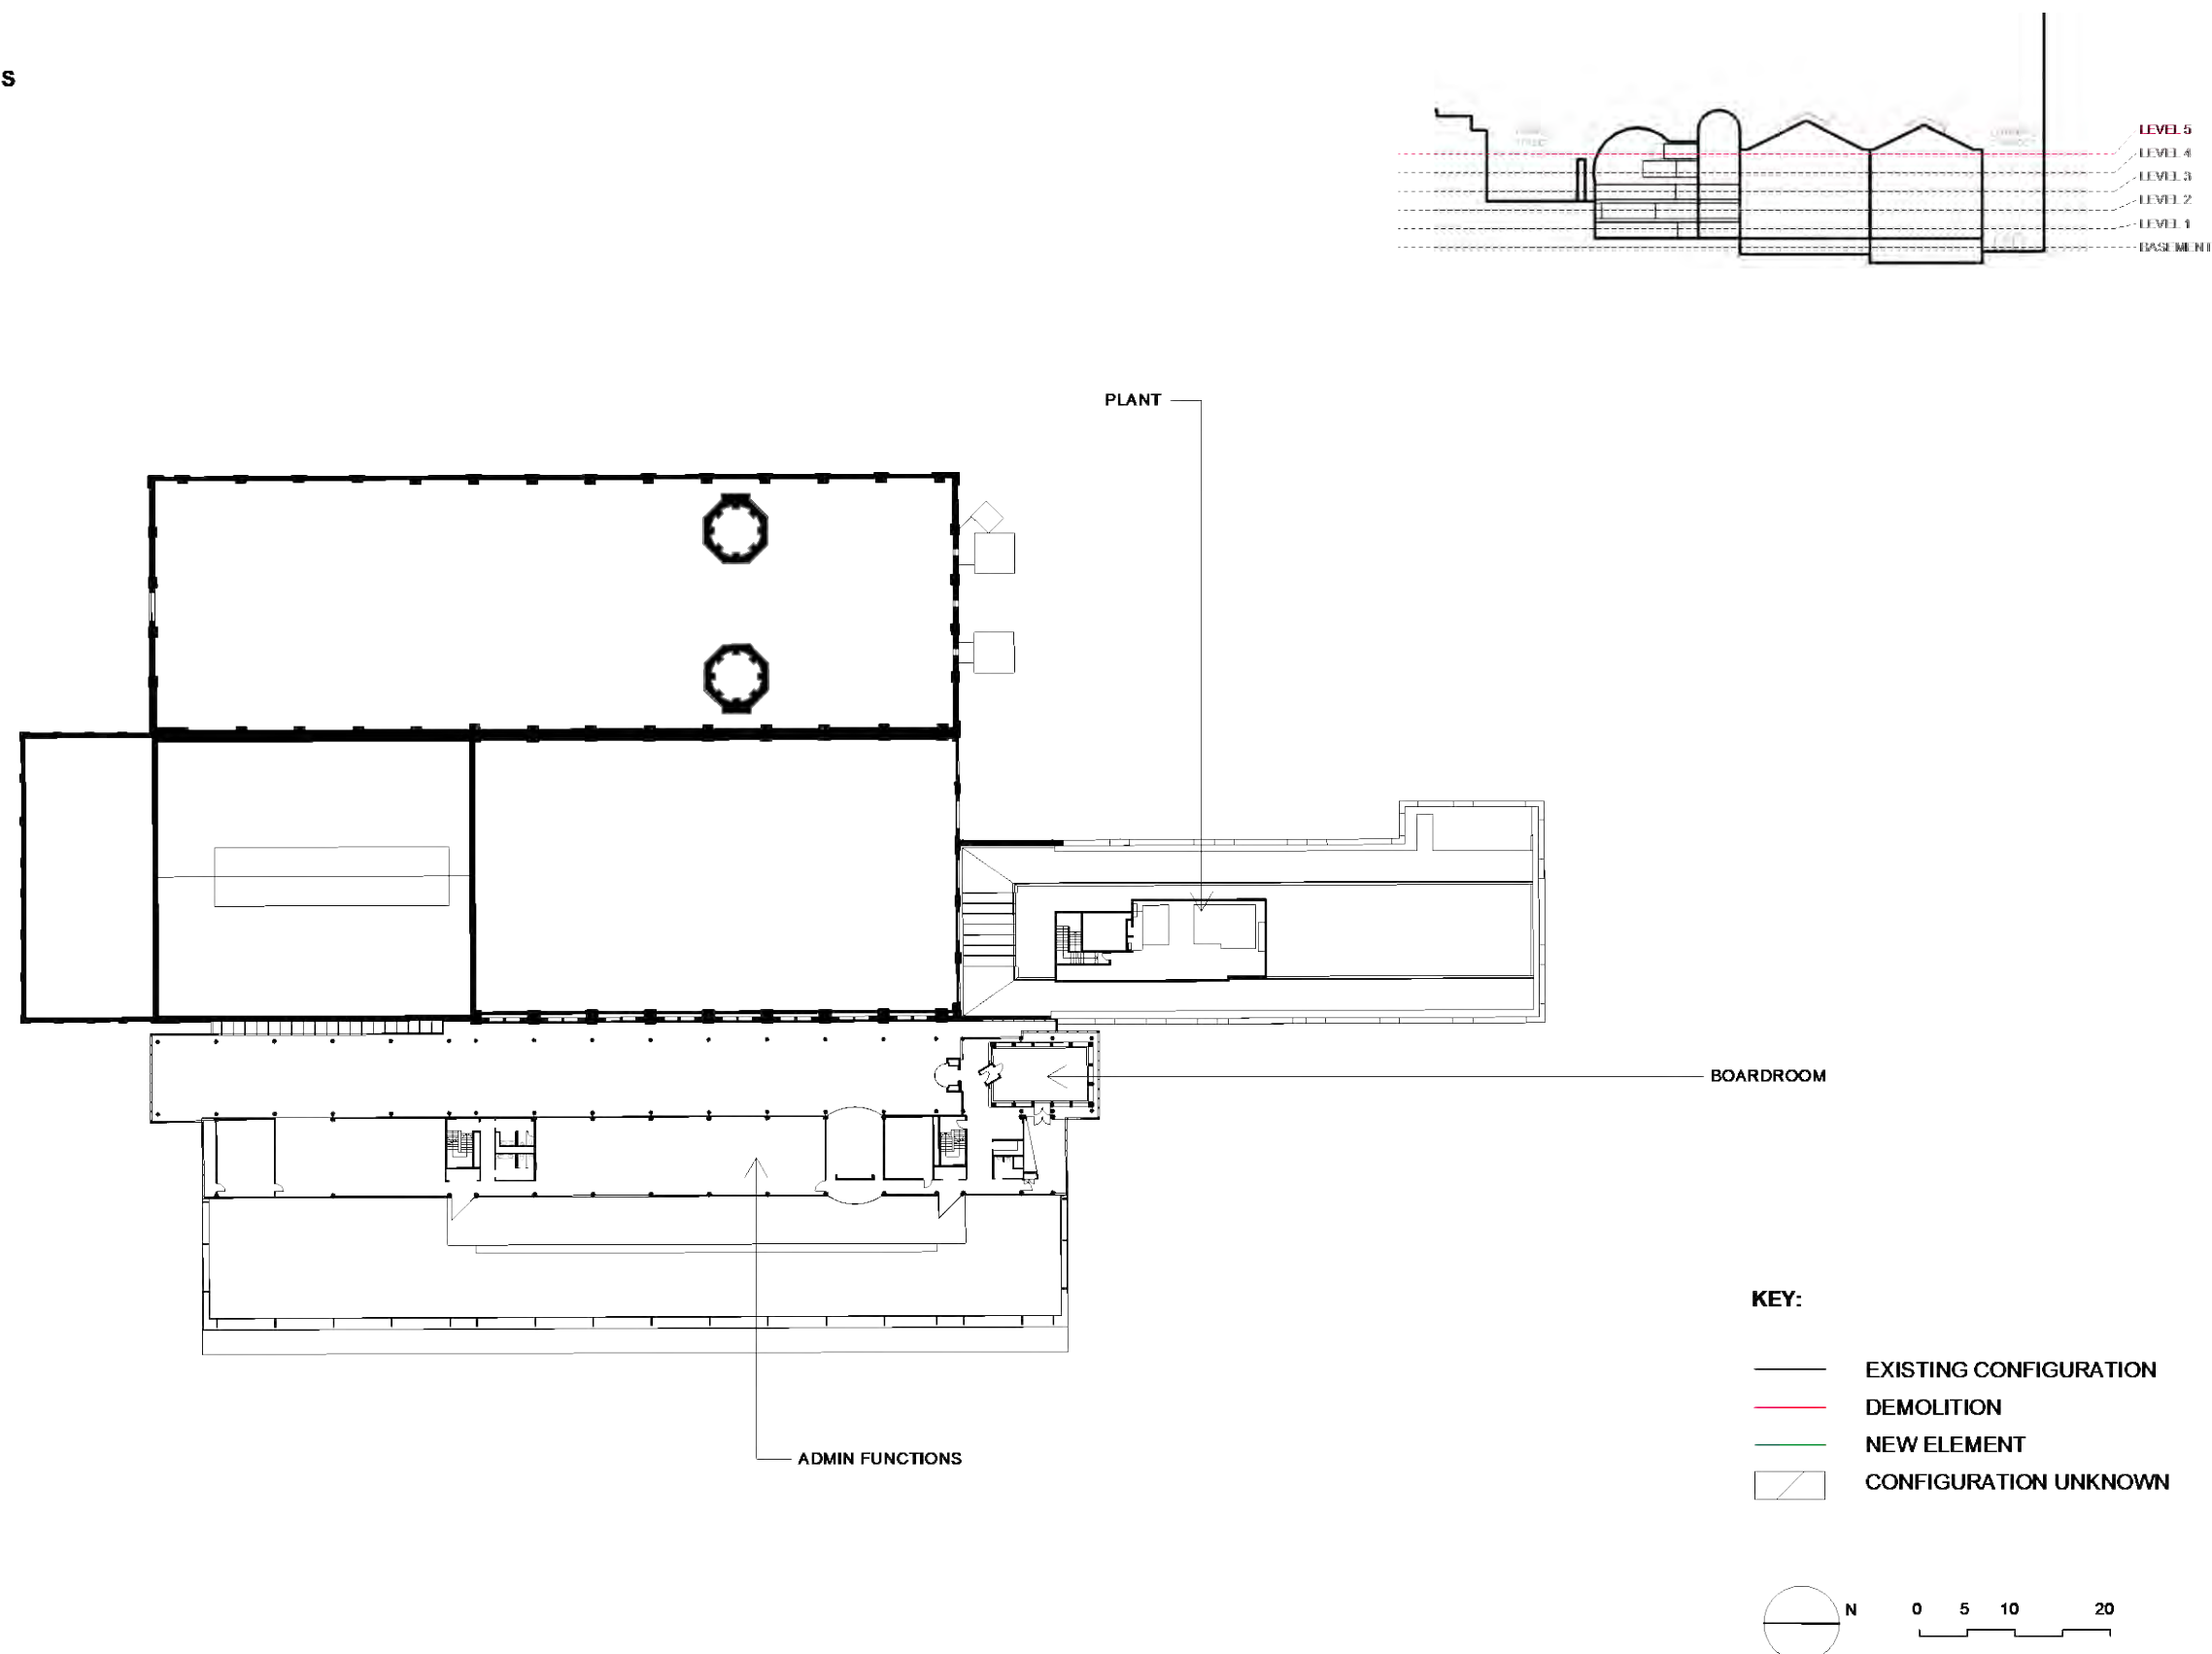 S
LEVEL 5
LEVEL 4
LEVEL 3
LEVEL 2
LEVEL 1
BASEMENT
PLANT
BOARDROOM
ADMIN FUNCTIONS
KEY:
EXISTING CONFIGURATION
DEMOLITION
NEW ELEMENT
CONFIGURATION UNKNOWN
N
0 5 10 20